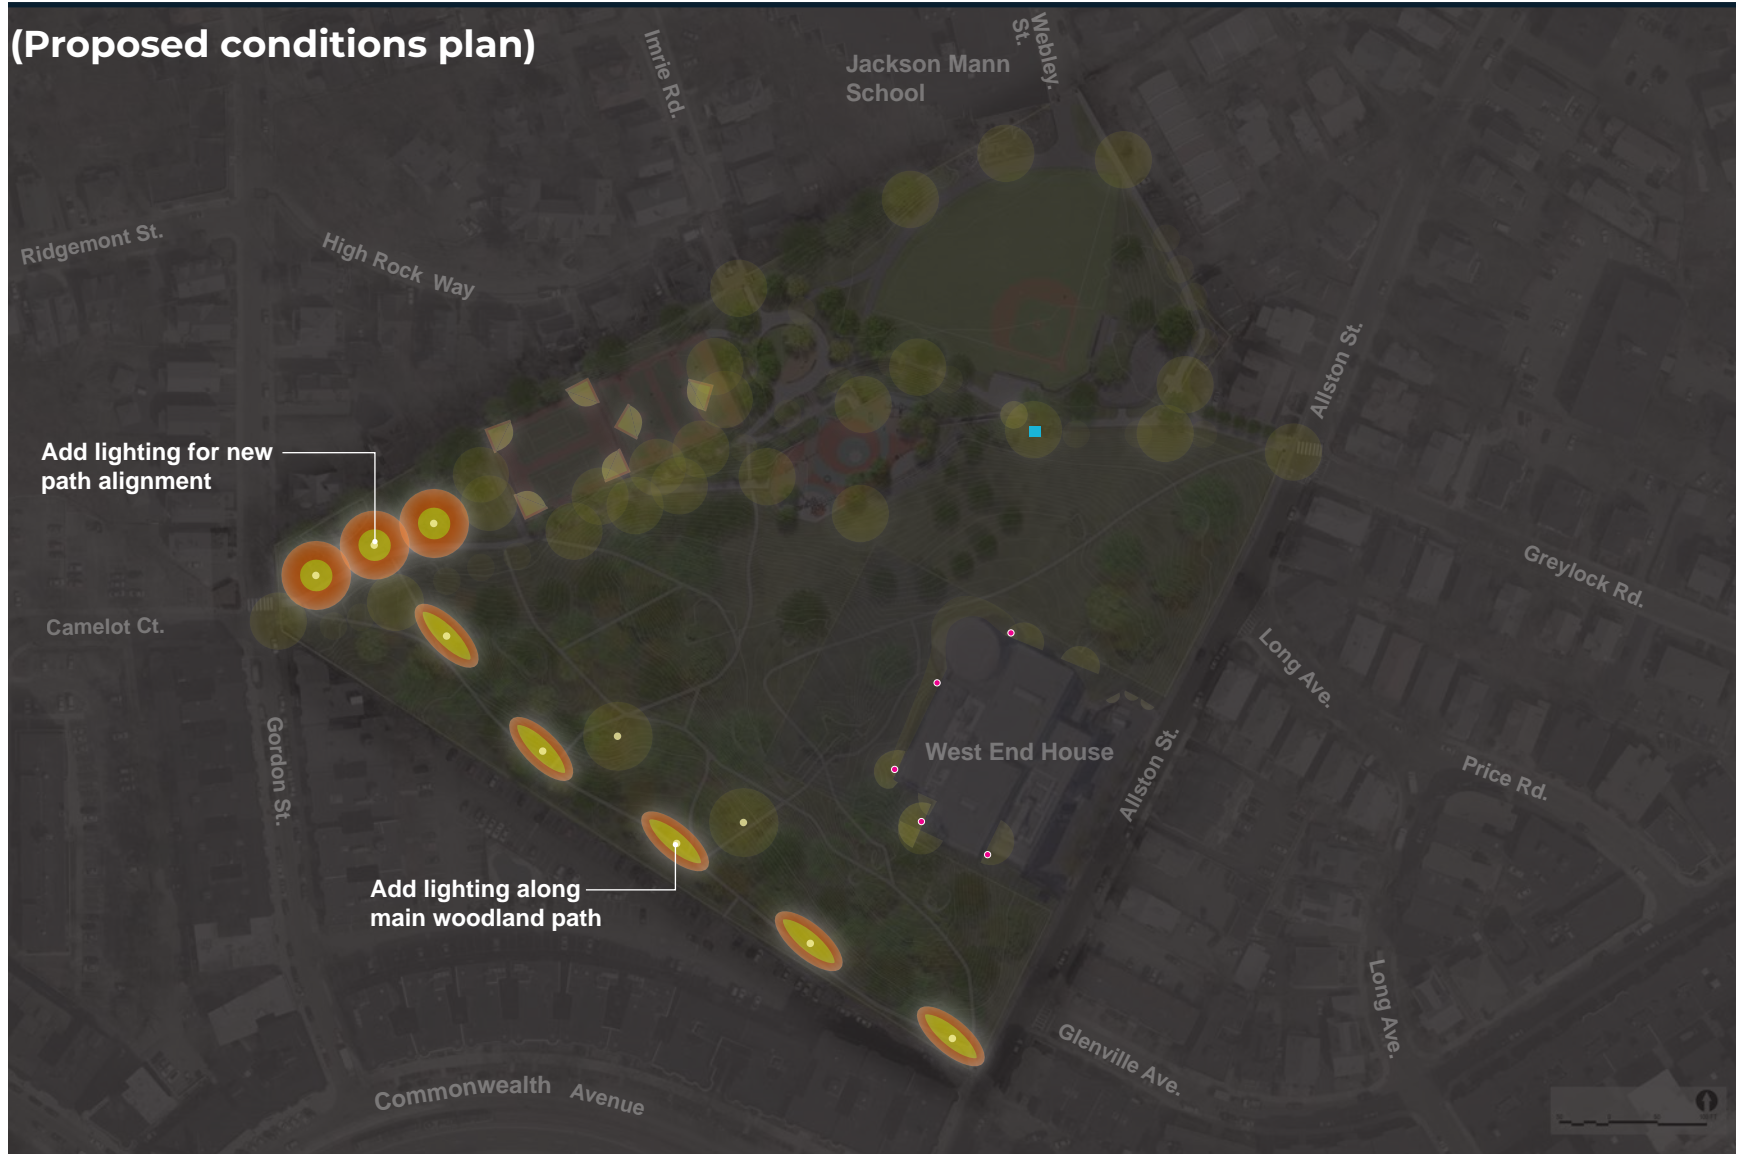 (Proposed conditions plan)
Imrie Rd.
Jackson Mann
School
Webley.
St.
Ridgemont St.
High Rock Way
Allston St.
Add lighting for new
path alignment
Greylock Rd.
Camelot Ct.
Long Ave.
Gordon St.
West End House
Allston St.
Price Rd.
Add lighting along
main woodland path
Long Ave.
Glenville Ave.
Commonwealth Avenue